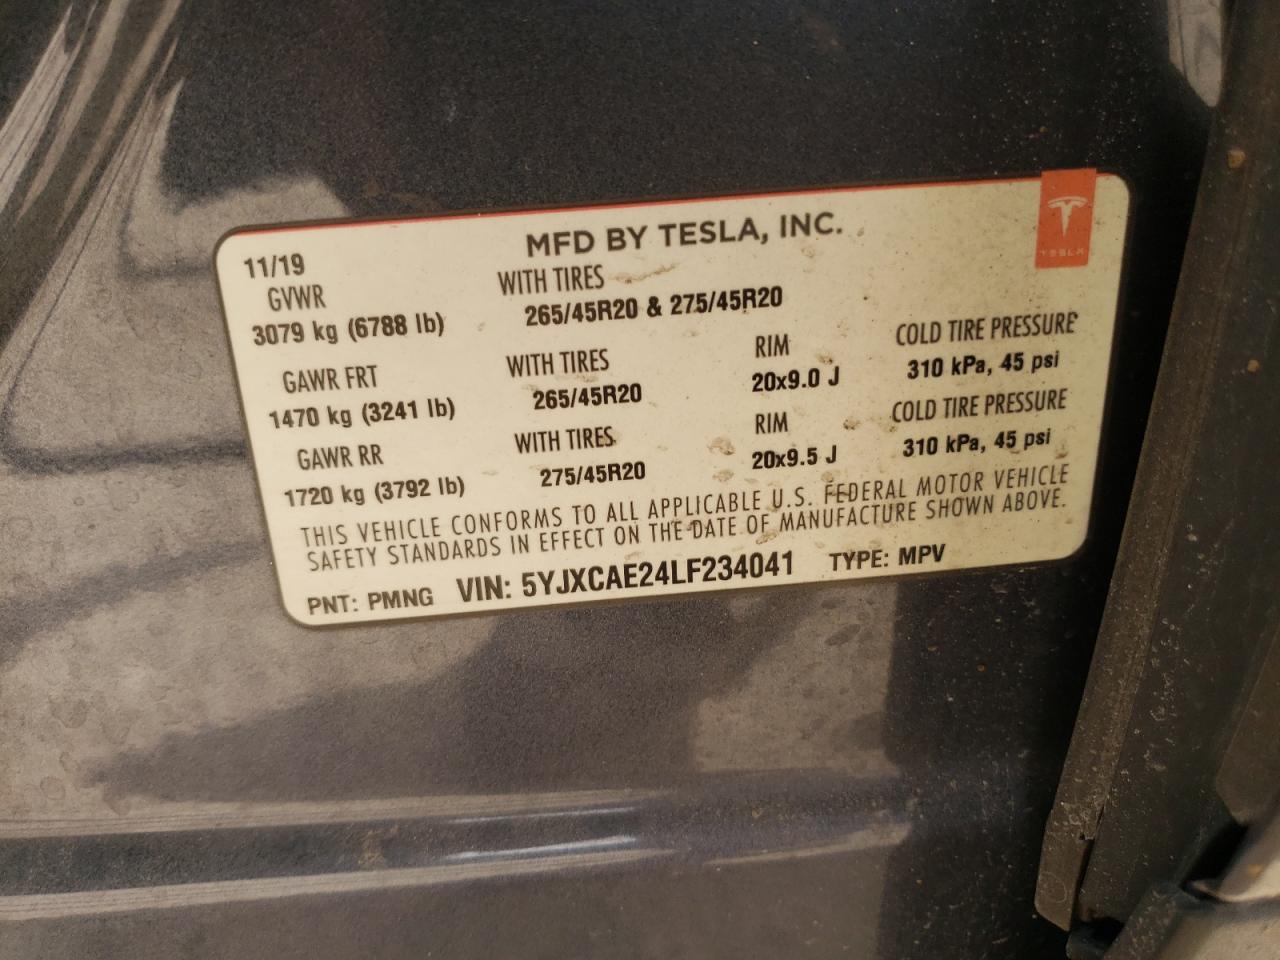 MFD BY TESLA, INC.
TESLA
11/19
GVWR WITH TIRES
3079 kg (6788 lb) 265/45R20 & 275/45R20
GAWR FRT WITH TIRES RIM COLD TIRE PRESSURE
1470 kg (3241 lb) 265/45R20 20x9.0 J 310 kPa, 45 psi
GAWR RR WITH TIRES RIM COLD TIRE PRESSURE
1720 kg (3792 lb) 275/45R20 20x9.5 J 310 kPa, 45 psi
THIS VEHICLE CONFORMS TO ALL APPLICABLE U.S. FEDERAL MOTOR VEHICLE
SAFETY STANDARDS IN EFFECT ON THE DATE OF MANUFACTURE SHOWN ABOVE.
PNT: PMNG VIN: 5YJXCAE24LF234041 TYPE: MPV